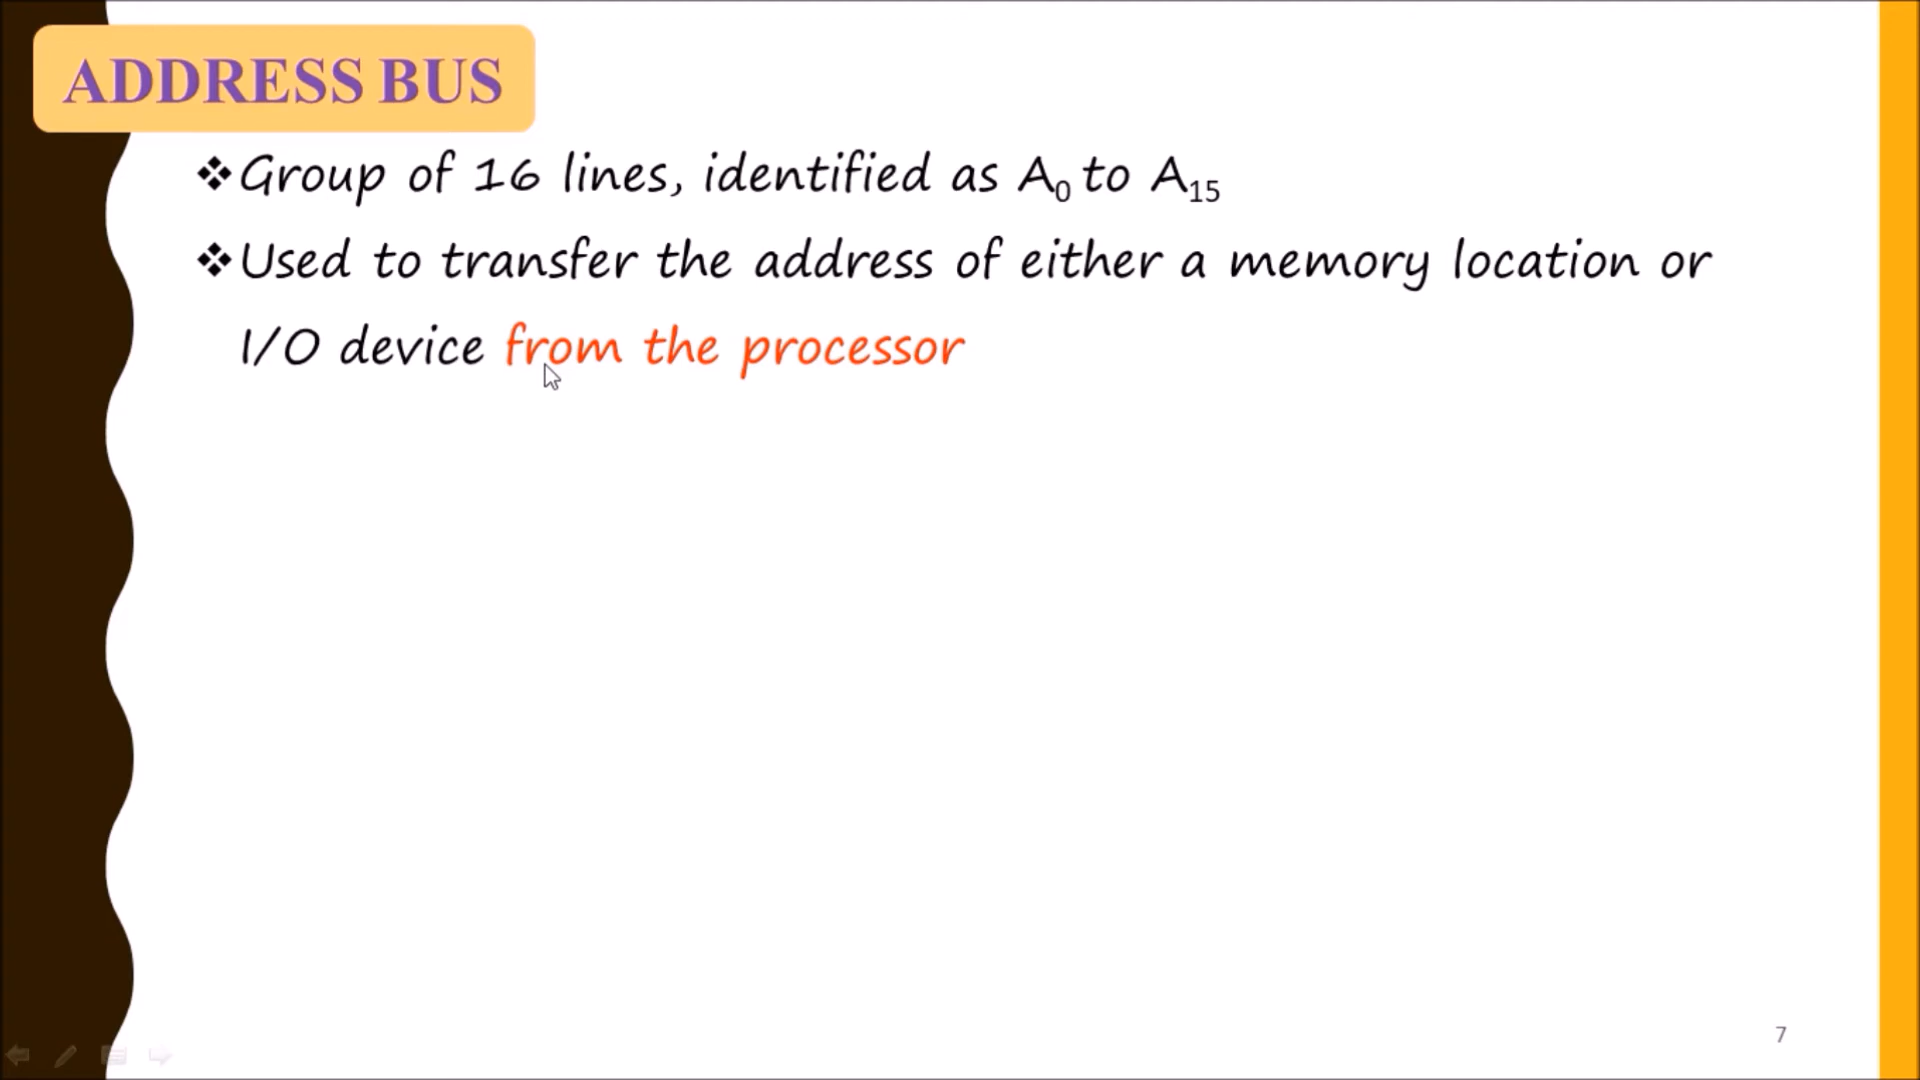 ADDRESS BUS
❖Group of 16 lines, identified as A₀ to A₁₅
❖Used to transfer the address of either a memory location or
I/O device from the processor
7